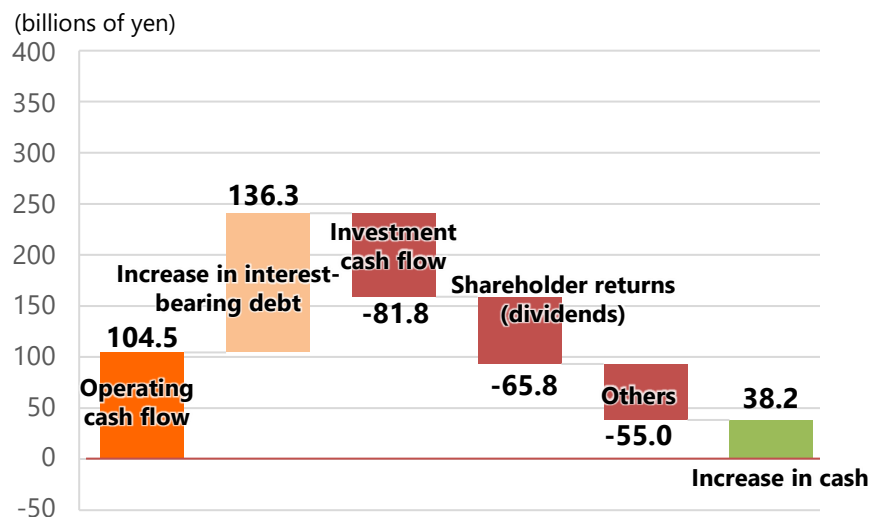 (billions of yen)
400
350
300
250
200
150
100
50
0
-50
104.5
Operating
cash flow
136.3
Increase in interest-
bearing debt
Investment
cash flow
-81.8
Shareholder returns
(dividends)
-65.8
Others
-55.0
38.2
Increase in cash